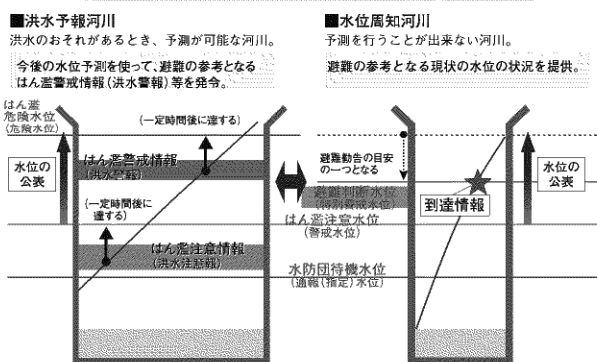 ■洪水予報河川
洪水のおそれがあるとき、予測が可能な河川。
今後の水位予測を使って、避難の参考となる
はん濫警戒情報(洪水警報)等を発令。
はん濫
危険水位
(危険水位)
水位の
公表
(一定時間後に達する)
はん濫警戒情報
(洪水警報)
(一定時間後に
達する)
はん濫注意情報
(洪水注意報)
■水位周知河川
予測を行うことが出来ない河川。
避難の参考となる現状の水位の状況を提供。
避難勧告の目安
の一つとなる
避難判断水位
(特別警戒水位)
はん濫注意水位
(警戒水位)
水防団待機水位
(通報(指定)水位)
到達情報
水位の
公表